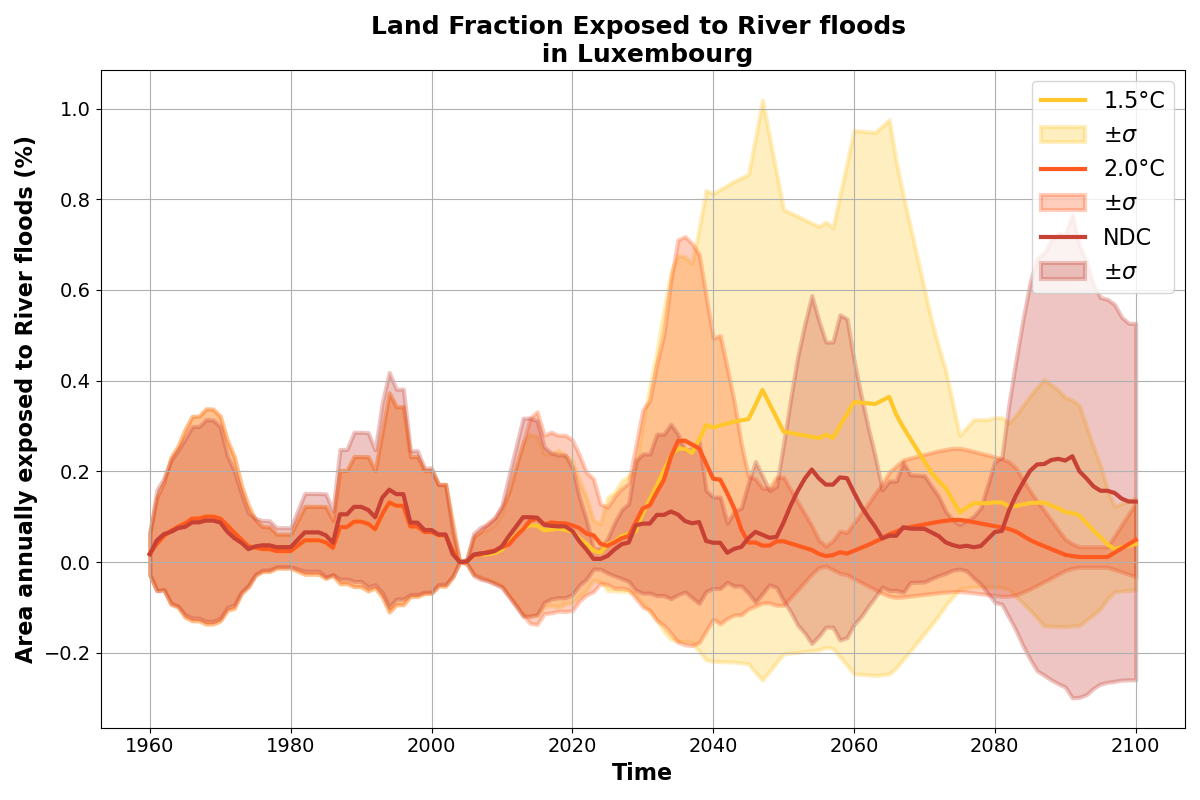 Land Fraction Exposed to River floods
in Luxembourg
Area annually exposed to River floods (%)
1.0
0.8
0.6
0.4
0.2
0.0
−0.2
1.5°C
±σ
2.0°C
±σ
NDC
±σ
1960 1980 2000 2020 2040 2060 2080 2100
Time